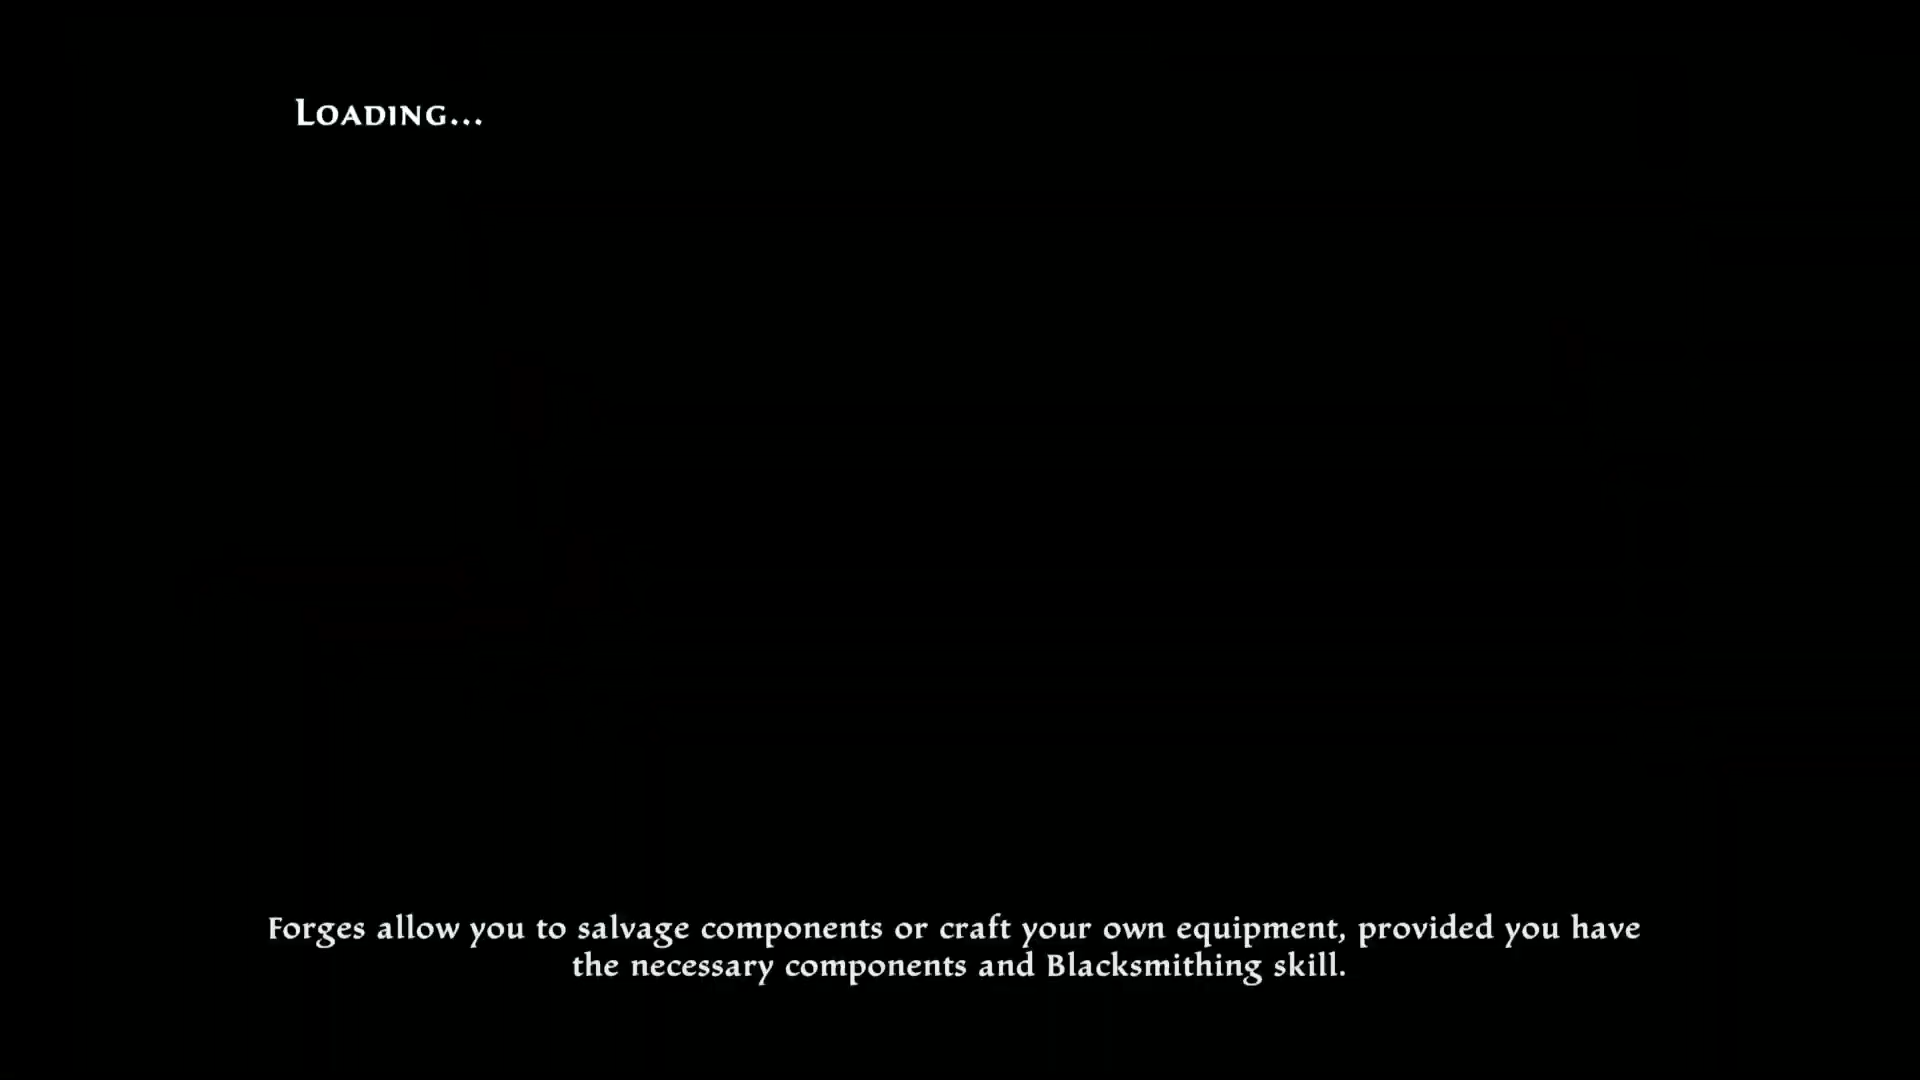 Loading...
Forges allow you to salvage components or craft your own equipment, provided you have
the necessary components and Blacksmithing skill.